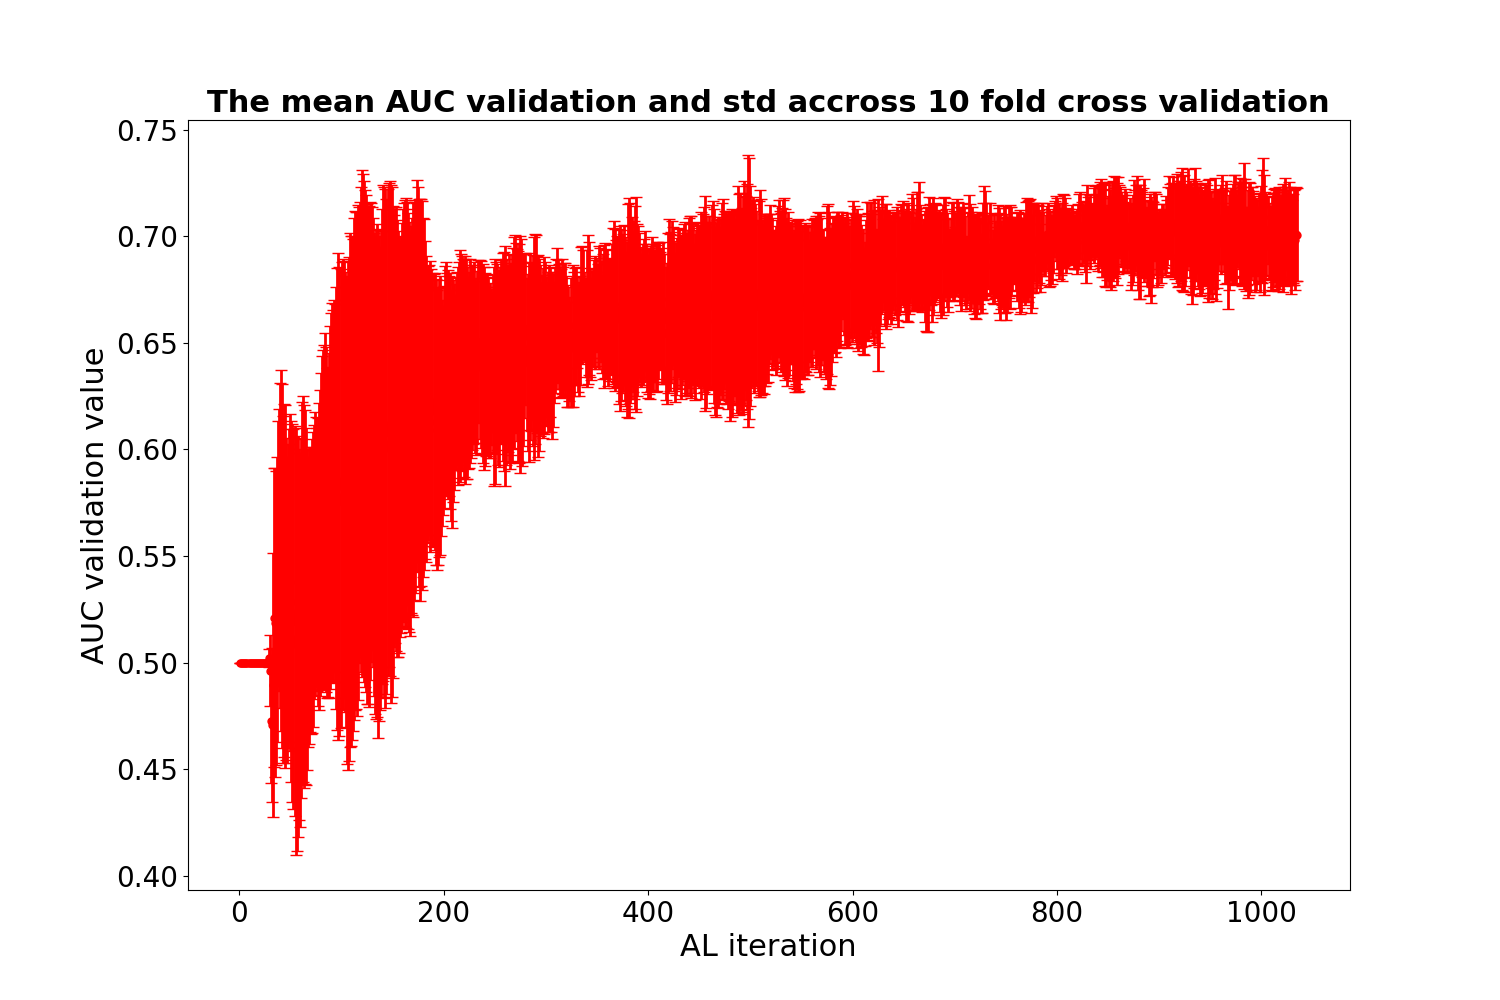 The mean AUC validation and std accross 10 fold cross validation
0.75
0.70
0.65
0.60
0.55
0.50
0.45
0.40
AUC validation value
0 200 400 600 800 1000
AL iteration